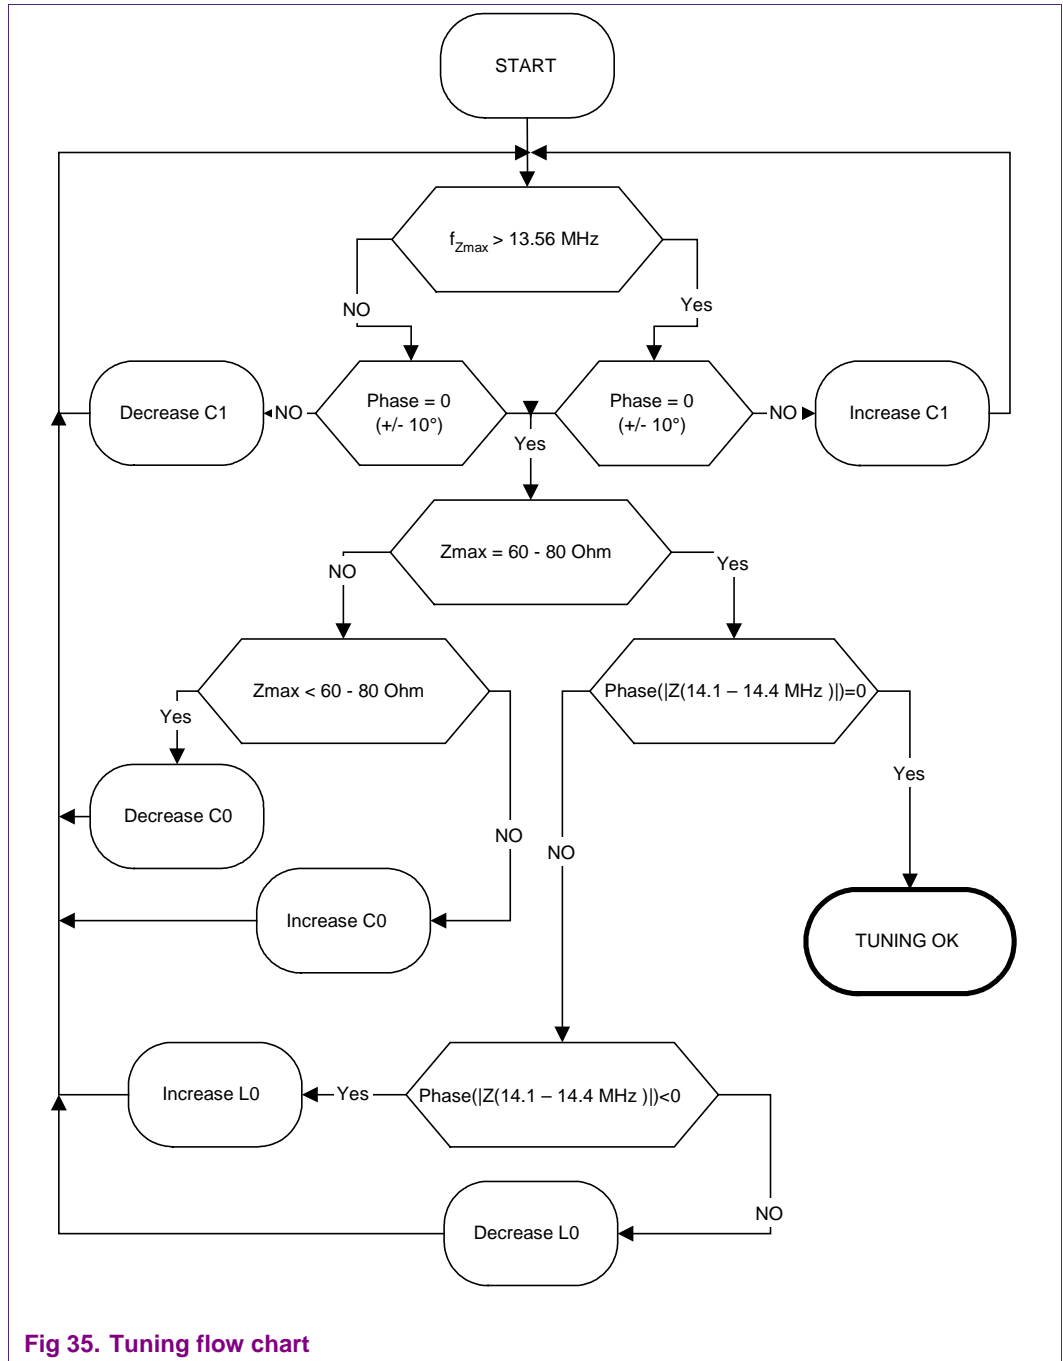 START
fZmax > 13.56 MHz
NO
Yes
Decrease C1
NO
Phase = 0
(+/- 10°)
Yes
Phase = 0
(+/- 10°)
NO
Increase C1
Zmax = 60 - 80 Ohm
NO
Yes
Zmax < 60 - 80 Ohm
Phase(|Z(14.1 – 14.4 MHz )|)=0
Yes
Yes
Decrease C0
NO
NO
Increase C0
TUNING OK
Increase L0
Yes
Phase(|Z(14.1 – 14.4 MHz )|)<0
NO
Decrease L0
Fig 35. Tuning flow chart